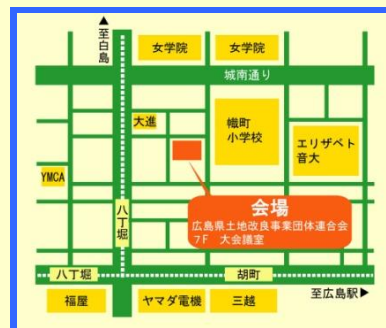 ▲
至白島
女学院
女学院
城南通り
大進
幟町
小学校
エリザベト
音大
YMCA
八丁堀
会場
広島県土地改良事業団体連合会
7F 大会議室
八丁堀
胡町
至広島駅▶
福屋
ヤマダ電機
三越